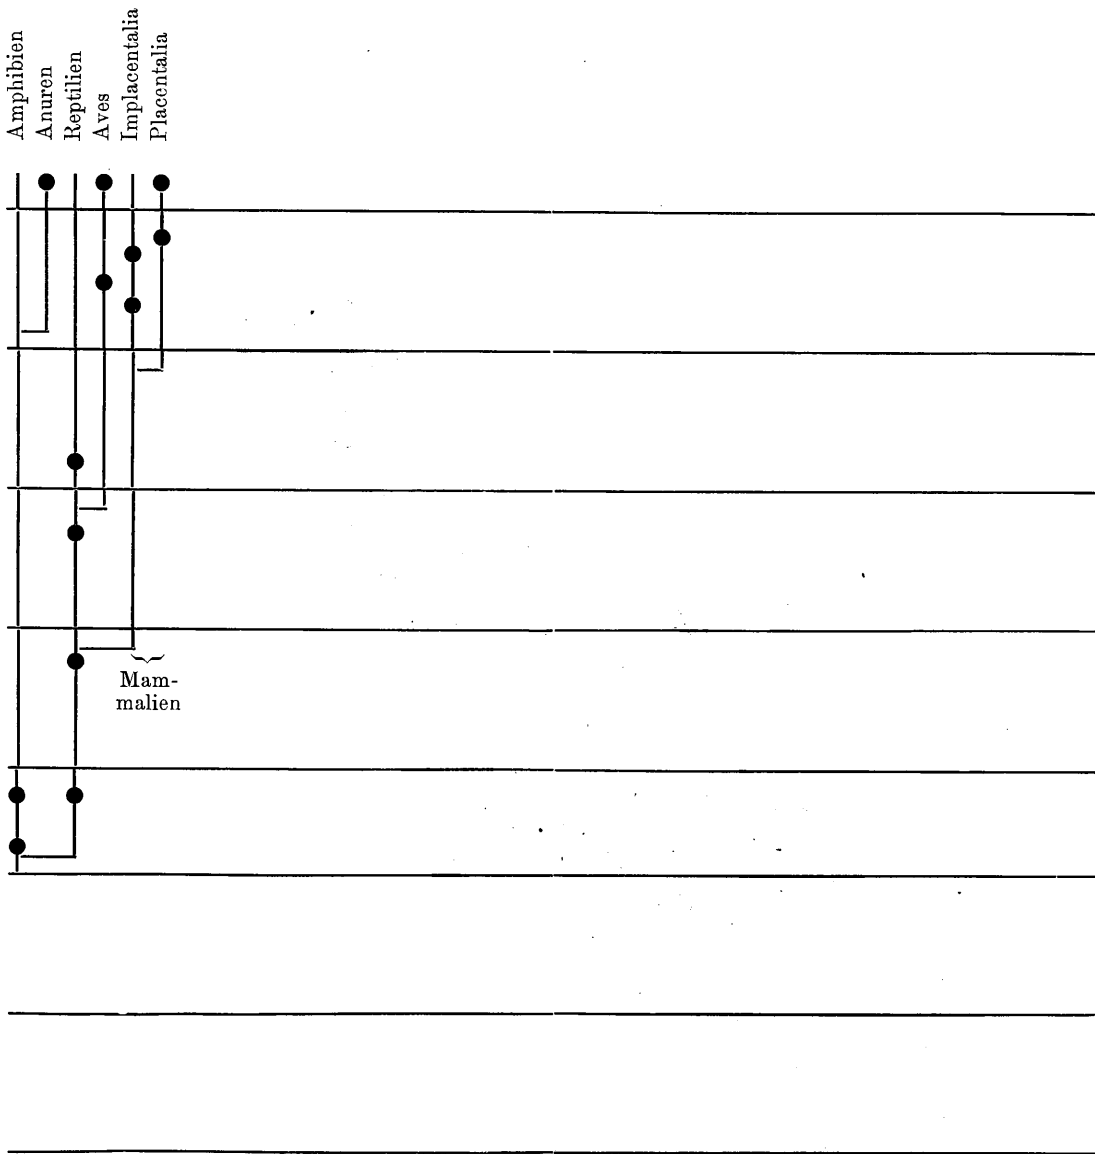 Amphibien
Anuren
Reptilien
Aves
Implacentalia
Placentalia
Mam-
malien